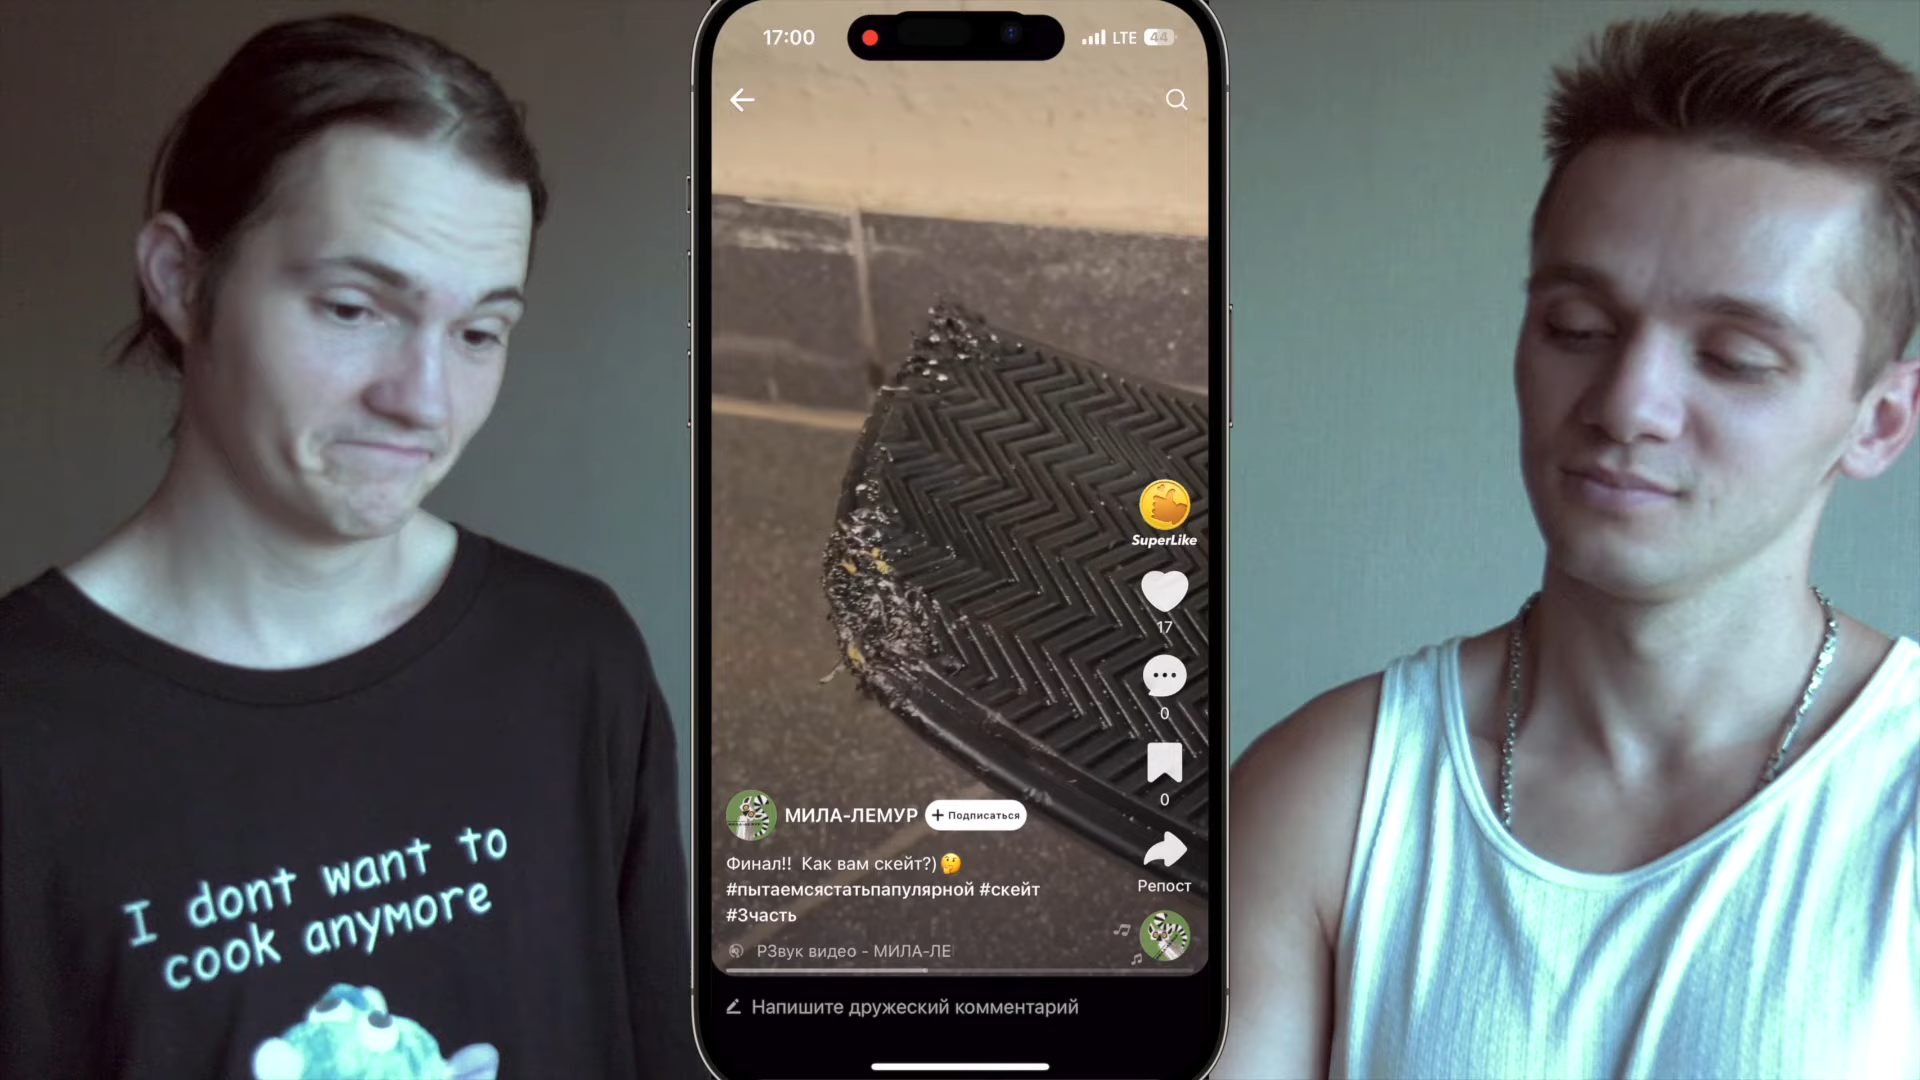 17:00
LTE 44
SuperLike
17
0
0
МИЛА-ЛЕМУР
+ Подписаться
Финал!! Как вам скейт?)🤔
#пытаемсястатьпапулярной #скейт
#3часть
Репост
РЗвук видео - МИЛА-ЛЕ
Напишите дружеский комментарий
I dont want to
cook anymore